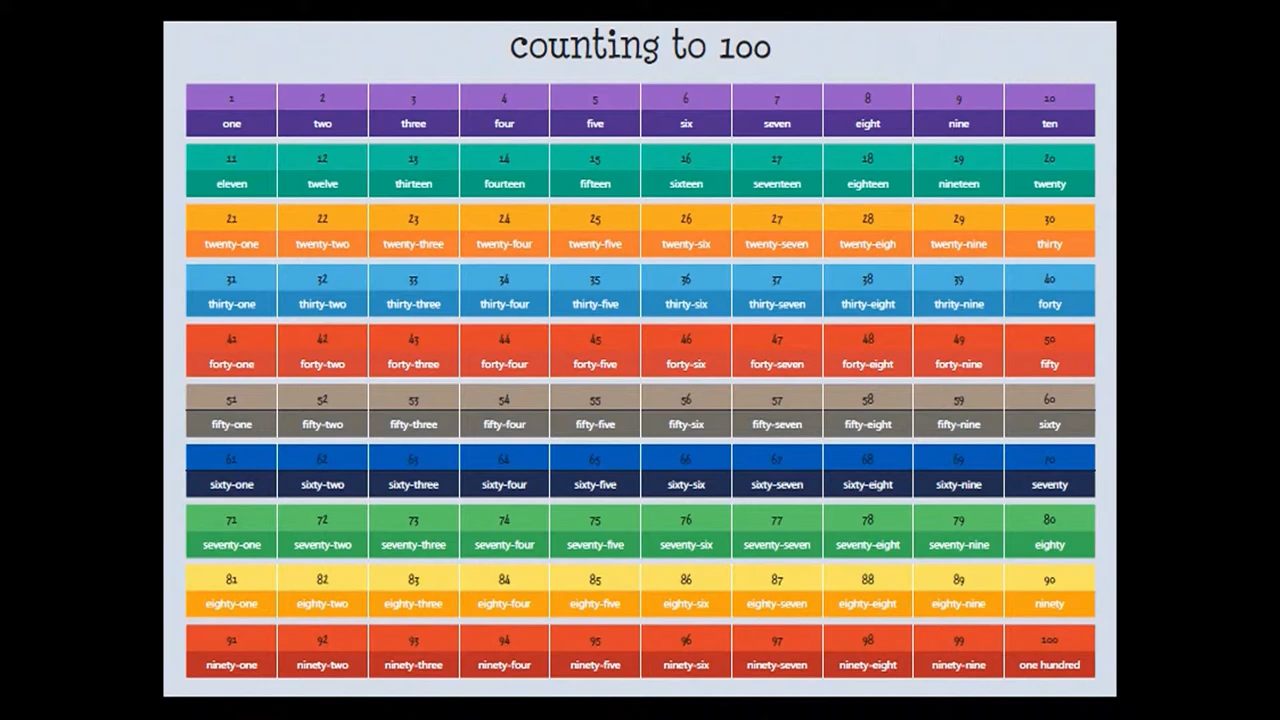 counting to 100
1 2 3 4 5 6 7 8 9 10
one two three four five six seven eight nine ten
11 12 13 14 15 16 17 18 19 20
eleven twelve thirteen fourteen fifteen sixteen seventeen eighteen nineteen twenty
21 22 23 24 25 26 27 28 29 30
twenty-one twenty-two twenty-three twenty-four twenty-five twenty-six twenty-seven twenty-eigh twenty-nine thirty
31 32 33 34 35 36 37 38 39 40
thirty-one thirty-two thirty-three thirty-four thirty-five thirty-six thirty-seven thirty-eight thrity-nine forty
41 42 43 44 45 46 47 48 49 50
forty-one forty-two forty-three forty-four forty-five forty-six forty-seven forty-eight forty-nine fifty
51 52 53 54 55 56 57 58 59 60
fifty-one fifty-two fifty-three fifty-four fifty-five fifty-six fifty-seven fifty-eight fifty-nine sixty
61 62 63 64 65 66 67 68 69 70
sixty-one sixty-two sixty-three sixty-four sixty-five sixty-six sixty-seven sixty-eight sixty-nine seventy
71 72 73 74 75 76 77 78 79 80
seventy-one seventy-two seventy-three seventy-four seventy-five seventy-six seventy-seven seventy-eight seventy-nine eighty
81 82 83 84 85 86 87 88 89 90
eighty-one eighty-two eighty-three eighty-four eighty-five eighty-six eighty-seven eighty-eight eighty-nine ninety
91 92 93 94 95 96 97 98 99 100
ninety-one ninety-two ninety-three ninety-four ninety-five ninety-six ninety-seven ninety-eight ninety-nine one hundred